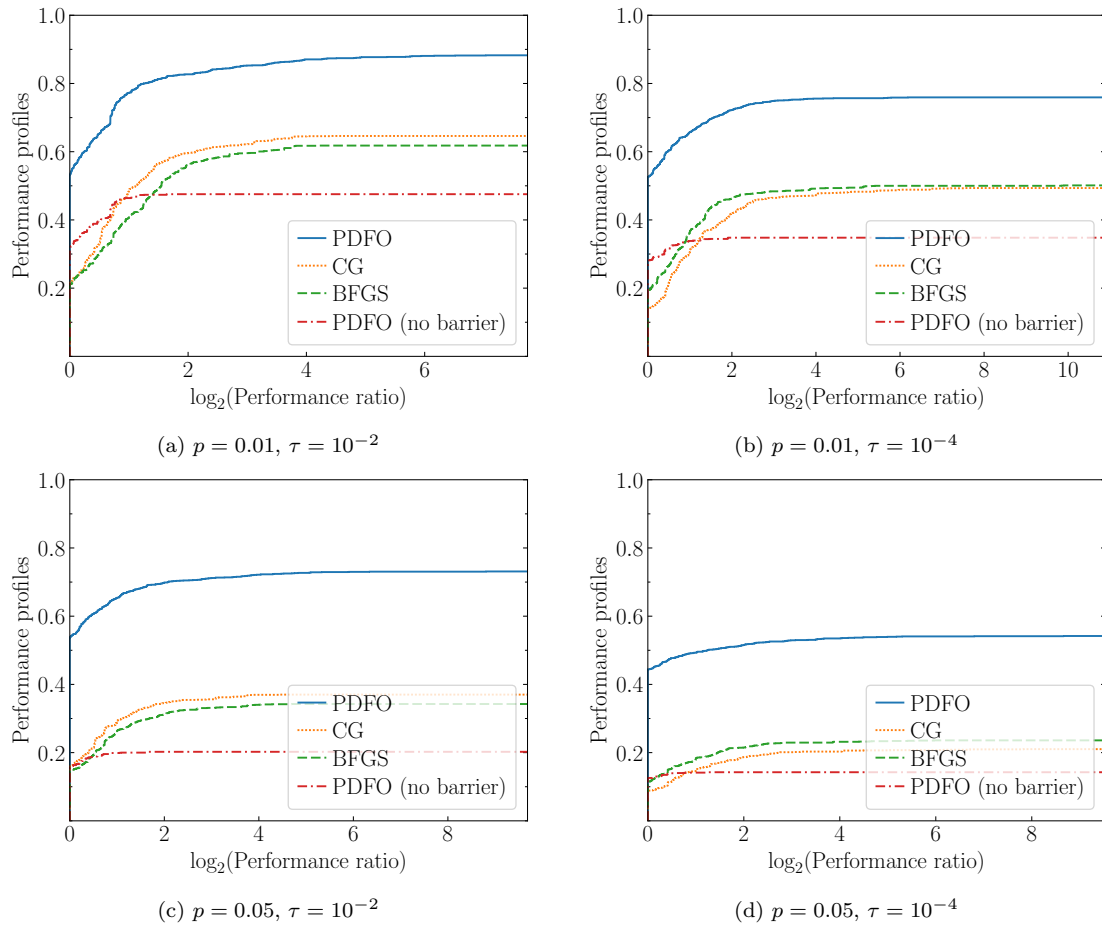 1.0
0.8
0.6
0.4
0.2
Performance profiles
PDFO
CG
BFGS
PDFO (no barrier)
0 2 4 6
log₂(Performance ratio)
(a) p = 0.01, τ = 10⁻²
1.0
0.8
0.6
0.4
0.2
Performance profiles
PDFO
CG
BFGS
PDFO (no barrier)
0 2 4 6 8 10
log₂(Performance ratio)
(b) p = 0.01, τ = 10⁻⁴
1.0
0.8
0.6
0.4
0.2
Performance profiles
PDFO
CG
BFGS
PDFO (no barrier)
0 2 4 6 8
log₂(Performance ratio)
(c) p = 0.05, τ = 10⁻²
1.0
0.8
0.6
0.4
0.2
Performance profiles
PDFO
CG
BFGS
PDFO (no barrier)
0 2 4 6 8
log₂(Performance ratio)
(d) p = 0.05, τ = 10⁻⁴